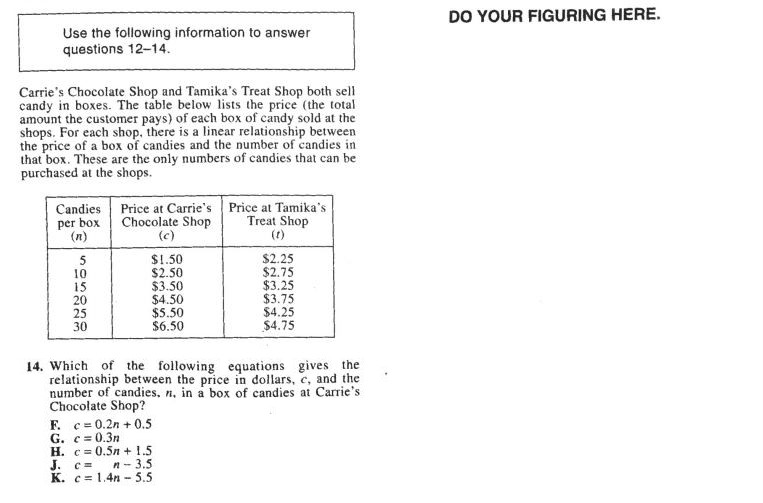 Use the following information to answer
questions 12–14.
DO YOUR FIGURING HERE.
Carrie's Chocolate Shop and Tamika's Treat Shop both sell
candy in boxes. The table below lists the price (the total
amount the customer pays) of each box of candy sold at the
shops. For each shop, there is a linear relationship between
the price of a box of candies and the number of candies in
that box. These are the only numbers of candies that can be
purchased at the shops.
Candies Price at Carrie's Price at Tamika's
per box Chocolate Shop Treat Shop
(n) (c) (t)
5 $1.50 $2.25
10 $2.50 $2.75
15 $3.50 $3.25
20 $4.50 $3.75
25 $5.50 $4.25
30 $6.50 $4.75
14. Which of the following equations gives the
relationship between the price in dollars, c, and the
number of candies, n, in a box of candies at Carrie's
Chocolate Shop?
F. c = 0.2n + 0.5
G. c = 0.3n
H. c = 0.5n + 1.5
J. c = n – 3.5
K. c = 1.4n – 5.5